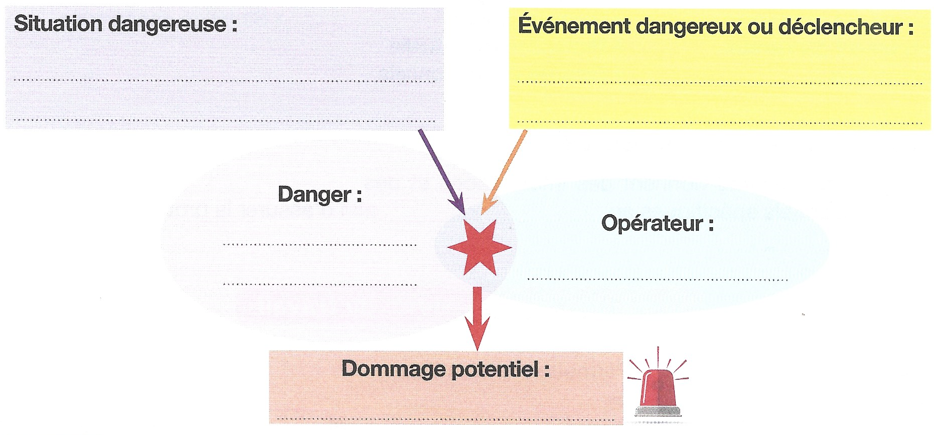 Situation dangereuse :
Événement dangereux ou déclencheur :
Danger :
Opérateur :
Dommage potentiel :